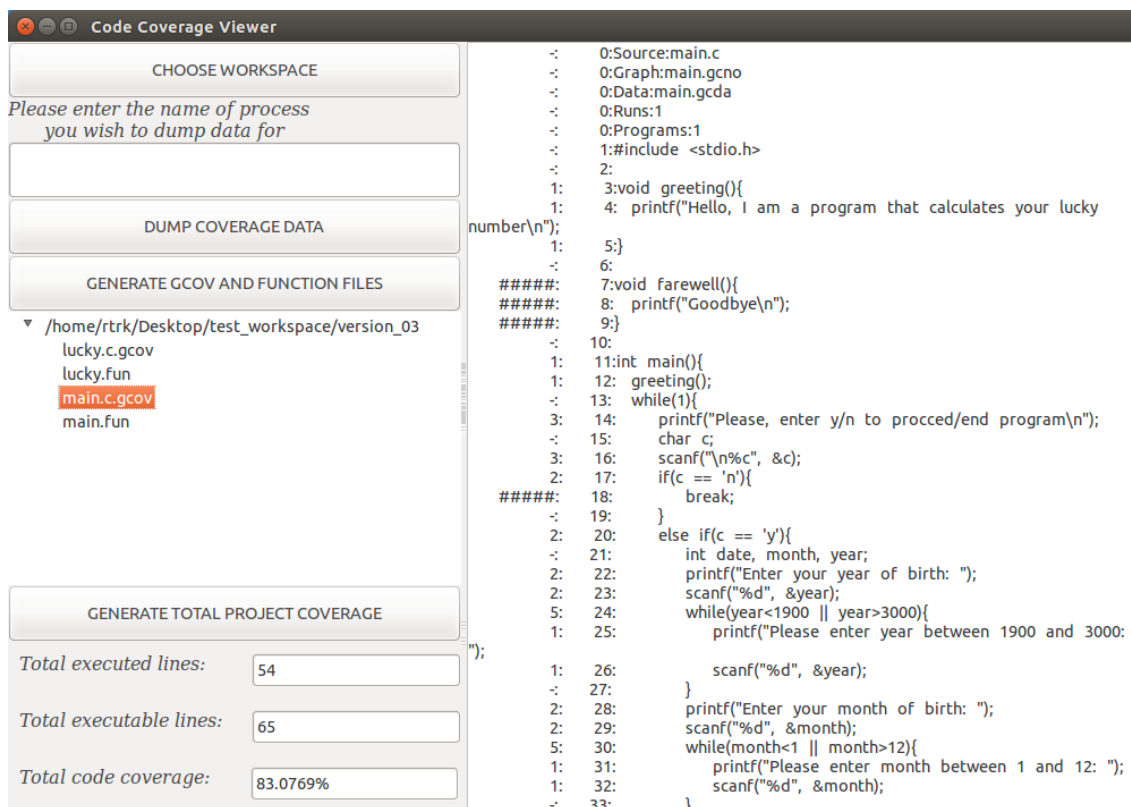 Code Coverage Viewer
CHOOSE WORKSPACE
Please enter the name of process
you wish to dump data for
DUMP COVERAGE DATA
GENERATE GCOV AND FUNCTION FILES
/home/rtrk/Desktop/test_workspace/version_03
lucky.c.gcov
lucky.fun
main.c.gcov
main.fun
GENERATE TOTAL PROJECT COVERAGE
Total executed lines: 54
Total executable lines: 65
Total code coverage: 83.0769%
-: 0:Source:main.c
-: 0:Graph:main.gcno
-: 0:Data:main.gcda
-: 0:Runs:1
-: 0:Programs:1
-: 1:#include <stdio.h>
-: 2:
1: 3:void greeting(){
1: 4: printf("Hello, I am a program that calculates your lucky
number\n");
1: 5:}
-: 6:
#####: 7:void farewell(){
#####: 8: printf("Goodbye\n");
#####: 9:}
-: 10:
1: 11:int main(){
1: 12: greeting();
-: 13: while(1){
3: 14: printf("Please, enter y/n to procced/end program\n");
-: 15: char c;
3: 16: scanf("\n%c", &c);
2: 17: if(c == 'n'){
#####: 18: break;
-: 19: }
2: 20: else if(c == 'y'){
-: 21: int date, month, year;
2: 22: printf("Enter your year of birth: ");
2: 23: scanf("%d", &year);
5: 24: while(year<1900 || year>3000){
1: 25: printf("Please enter year between 1900 and 3000:
");
1: 26: scanf("%d", &year);
-: 27: }
2: 28: printf("Enter your month of birth: ");
2: 29: scanf("%d", &month);
5: 30: while(month<1 || month>12){
1: 31: printf("Please enter month between 1 and 12: ");
1: 32: scanf("%d", &month);
-: 33: }